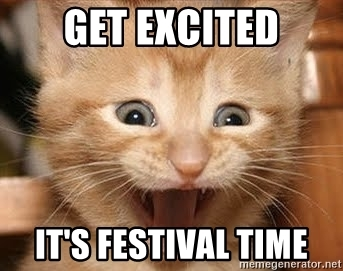 GET EXCITED
IT'S FESTIVAL TIME
memegenerator.net